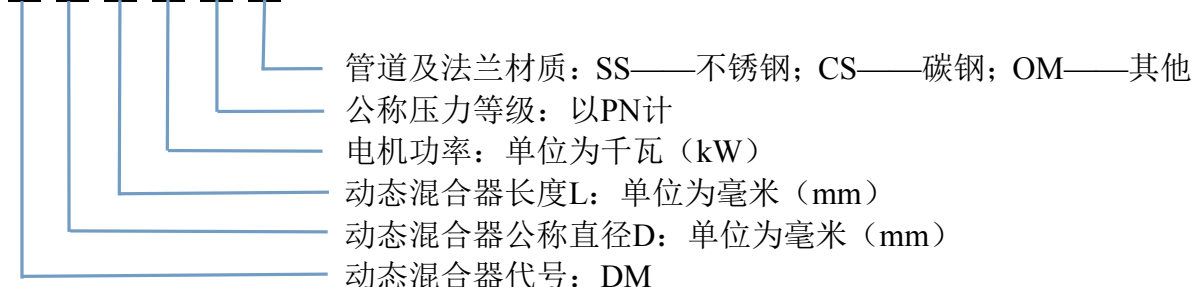 管道及法兰材质：SS——不锈钢；CS——碳钢；OM——其他
公称压力等级：以PN计
电机功率：单位为千瓦（kW）
动态混合器长度L：单位为毫米（mm）
动态混合器公称直径D：单位为毫米（mm）
动态混合器代号：DM